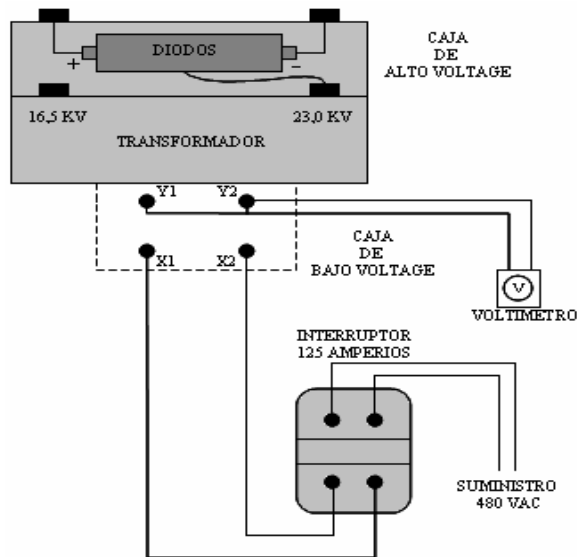 DIODOS
+
−
CAJA
DE
ALTO VOLTAGE
16,5 KV
23,0 KV
TRANSFORMADOR
Y1
Y2
X1
X2
CAJA
DE
BAJO VOLTAGE
V
VOLTIMETRO
INTERRUPTOR
125 AMPERIOS
SUMINISTRO
480 VAC